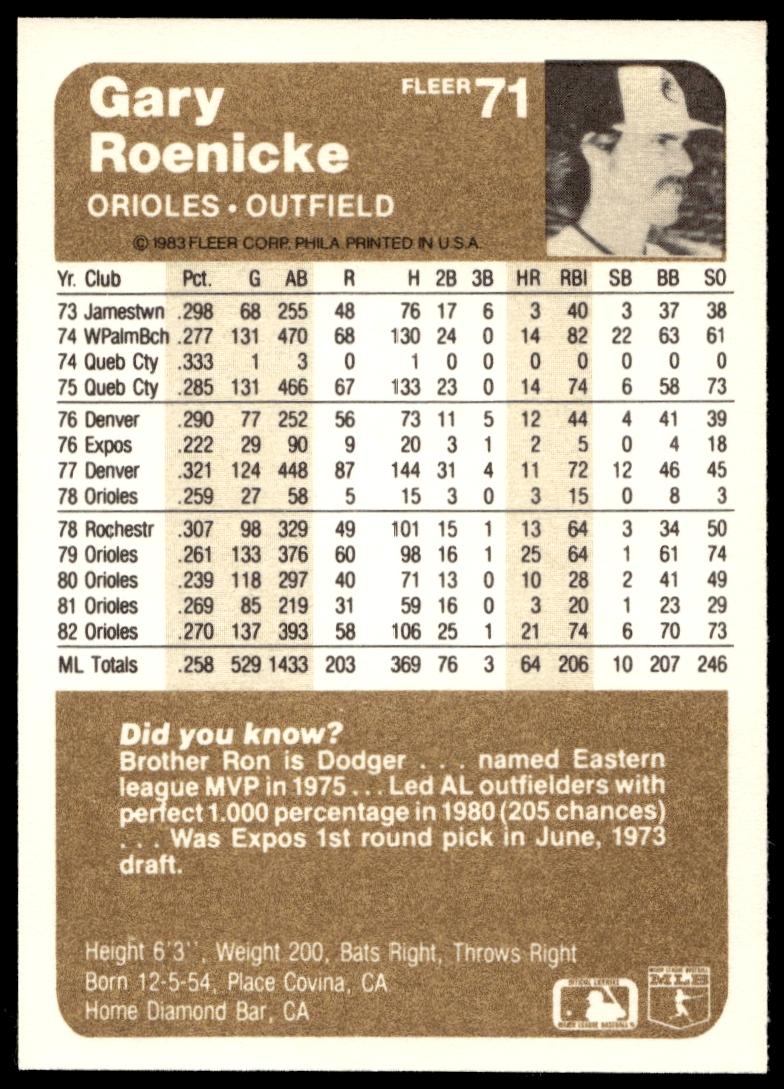 Gary
Roenicke
FLEER 71
ORIOLES • OUTFIELD
© 1983 FLEER CORP. PHILA. PRINTED IN U.S.A.
Yr. Club Pct. G AB R H 2B 3B HR RBI SB BB SO
73 Jamestwn .298 68 255 48 76 17 6 3 40 3 37 38
74 WPalmBch .277 131 470 68 130 24 0 14 82 22 63 61
74 Queb Cty .333 1 3 0 1 0 0 0 0 0 0 0
75 Queb Cty .285 131 466 67 133 23 0 14 74 6 58 73
76 Denver .290 77 252 56 73 11 5 12 44 4 41 39
76 Expos .222 29 90 9 20 3 1 2 5 0 4 18
77 Denver .321 124 448 87 144 31 4 11 72 12 46 45
78 Orioles .259 27 58 5 15 3 0 3 15 0 8 3
78 Rochestr .307 98 329 49 101 15 1 13 64 3 34 50
79 Orioles .261 133 376 60 98 16 1 25 64 1 61 74
80 Orioles .239 118 297 40 71 13 0 10 28 2 41 49
81 Orioles .269 85 219 31 59 16 0 3 20 1 23 29
82 Orioles .270 137 393 58 106 25 1 21 74 6 70 73
ML Totals .258 529 1433 203 369 76 3 64 206 10 207 246
Did you know?
Brother Ron is Dodger . . . named Eastern
league MVP in 1975 . . . Led AL outfielders with
perfect 1.000 percentage in 1980 (205 chances)
. . . Was Expos 1st round pick in June, 1973
draft.
Height 6'3'', Weight 200, Bats Right, Throws Right
Born 12-5-54, Place Covina, CA
Home Diamond Bar, CA
MLB